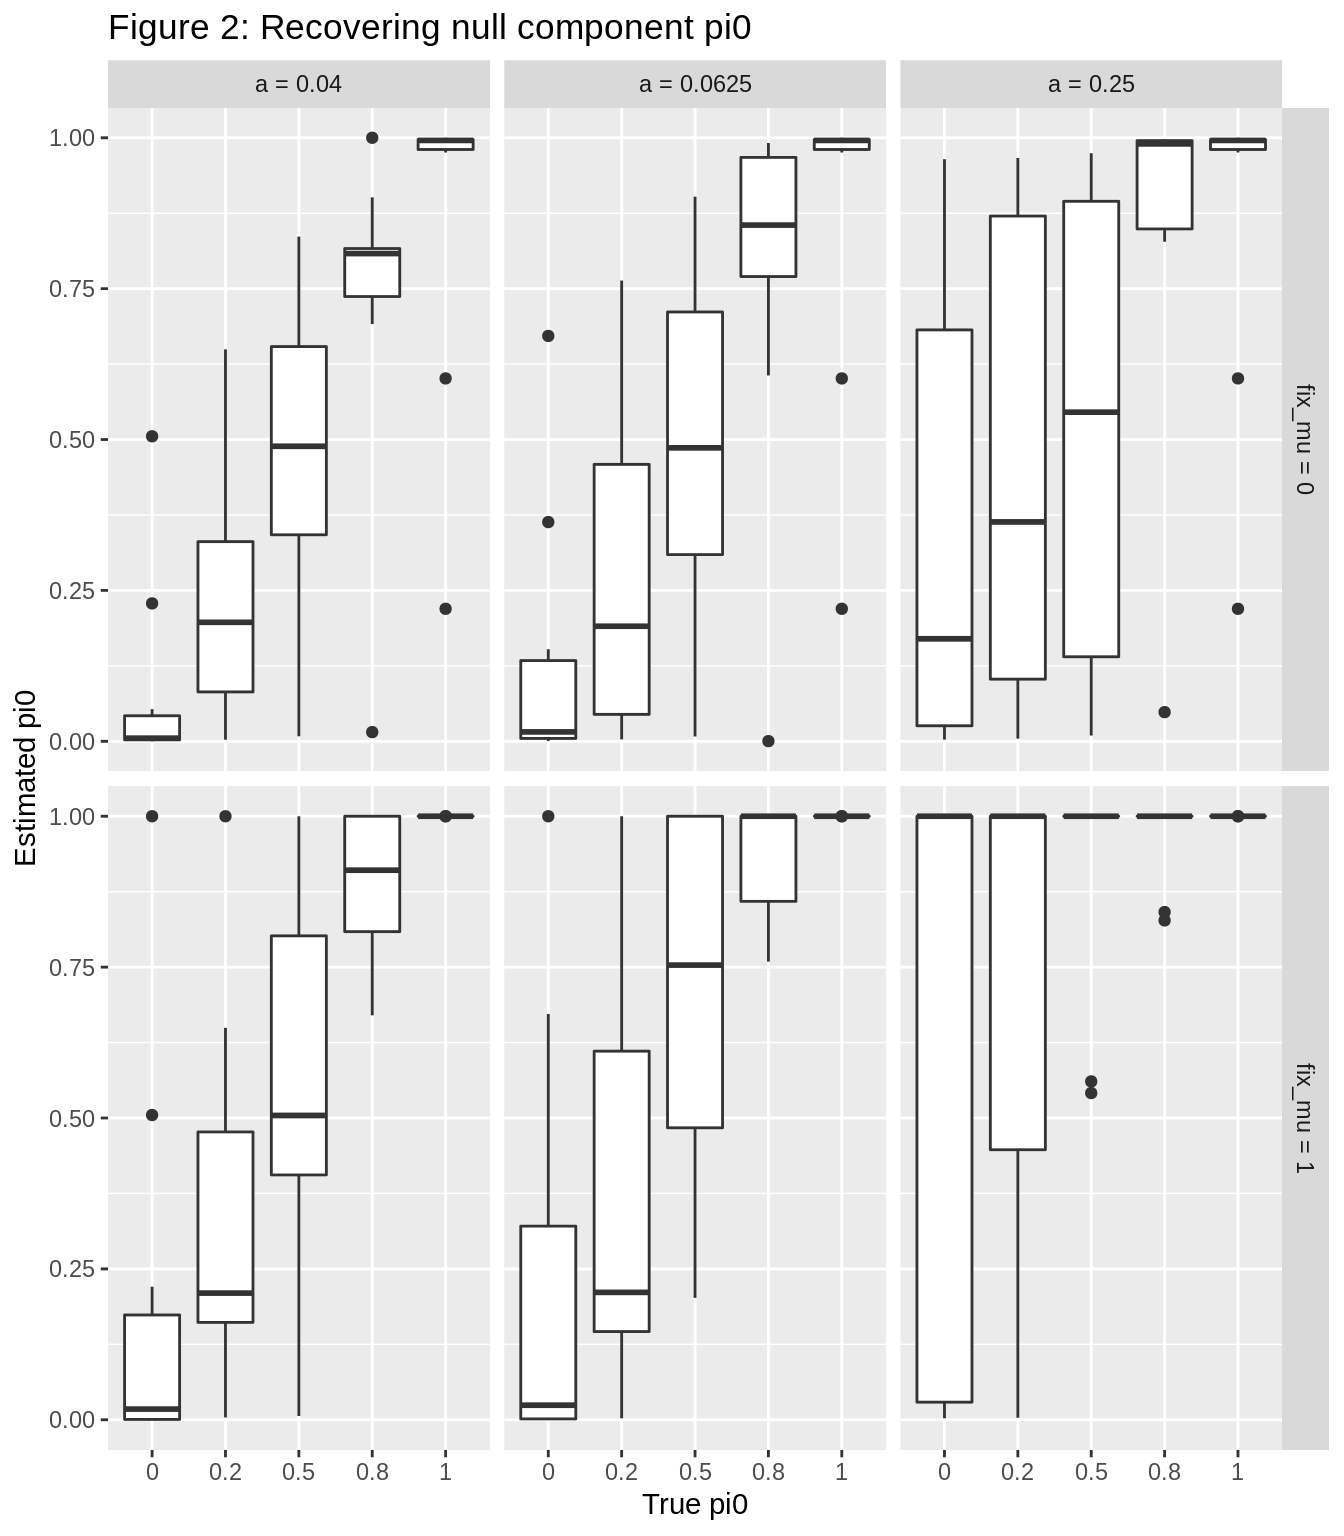 Figure 2: Recovering null component pi0
a = 0.04
a = 0.0625
a = 0.25
1.00
0.75
0.50
0.25
0.00
fix_mu = 0
Estimated pi0
1.00
0.75
0.50
0.25
0.00
fix_mu = 1
0 0.2 0.5 0.8 1
0 0.2 0.5 0.8 1
0 0.2 0.5 0.8 1
True pi0